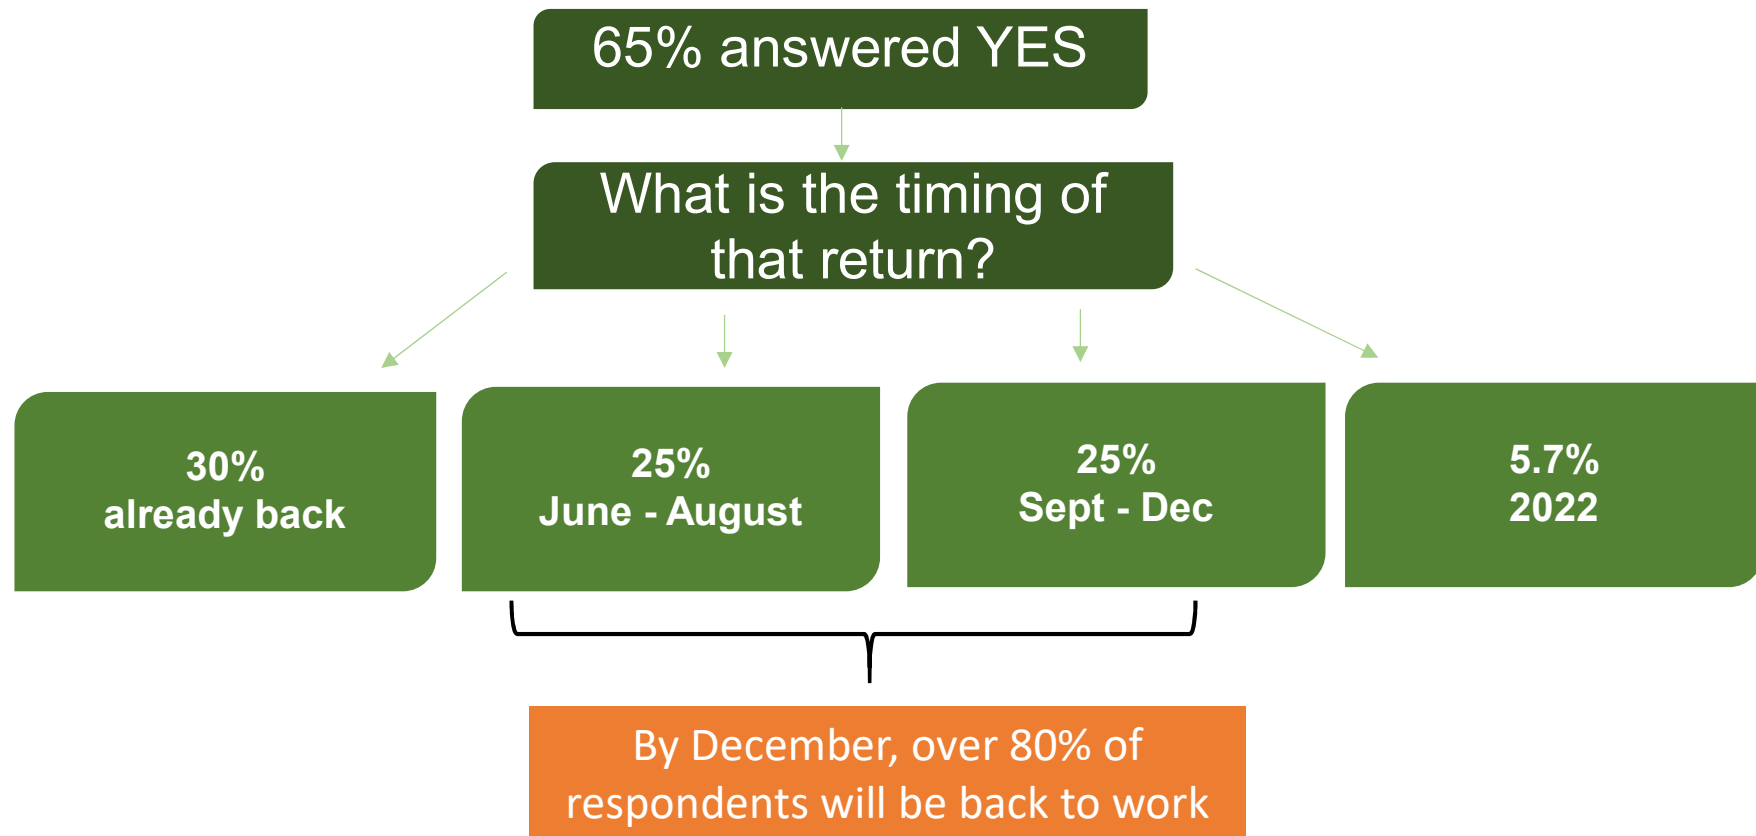 65% answered YES
What is the timing of
that return?
30%
already back
25%
June - August
25%
Sept - Dec
5.7%
2022
By December, over 80% of
respondents will be back to work